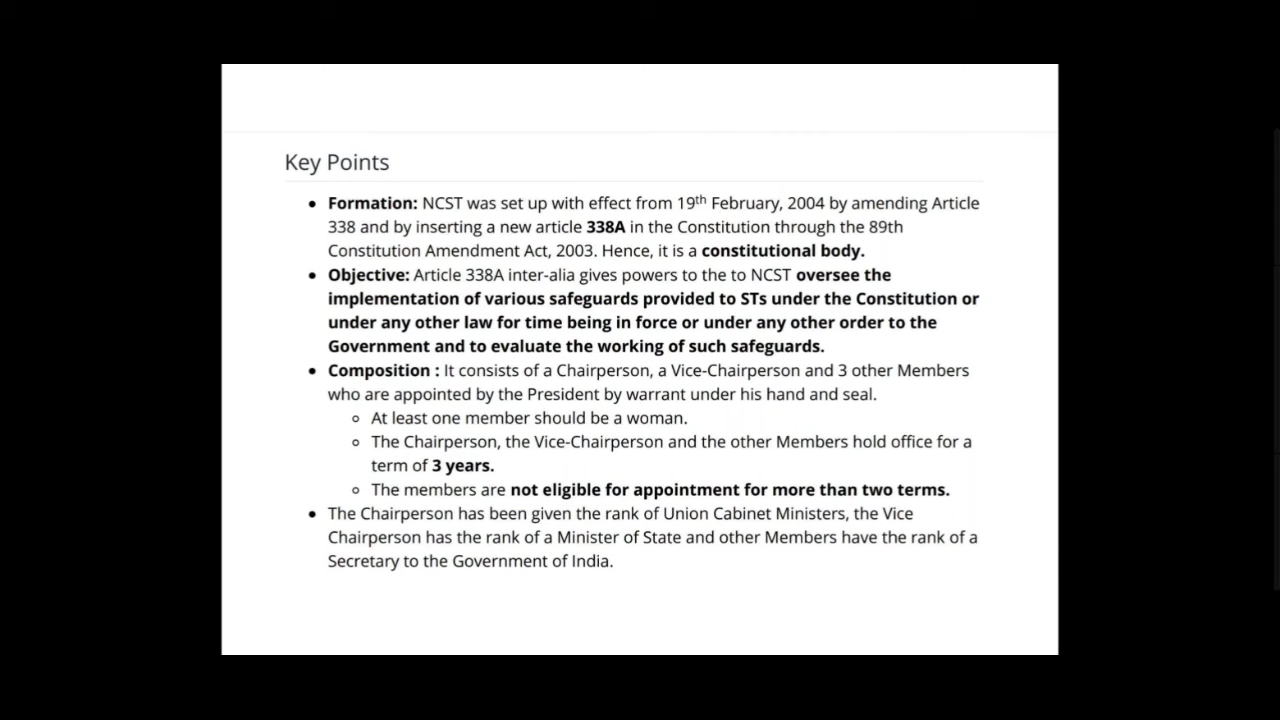 Key Points
• Formation: NCST was set up with effect from 19th February, 2004 by amending Article
338 and by inserting a new article 338A in the Constitution through the 89th
Constitution Amendment Act, 2003. Hence, it is a constitutional body.
• Objective: Article 338A inter-alia gives powers to the to NCST oversee the
implementation of various safeguards provided to STs under the Constitution or
under any other law for time being in force or under any other order to the
Government and to evaluate the working of such safeguards.
• Composition : It consists of a Chairperson, a Vice-Chairperson and 3 other Members
who are appointed by the President by warrant under his hand and seal.
◦ At least one member should be a woman.
◦ The Chairperson, the Vice-Chairperson and the other Members hold office for a
term of 3 years.
◦ The members are not eligible for appointment for more than two terms.
• The Chairperson has been given the rank of Union Cabinet Ministers, the Vice
Chairperson has the rank of a Minister of State and other Members have the rank of a
Secretary to the Government of India.